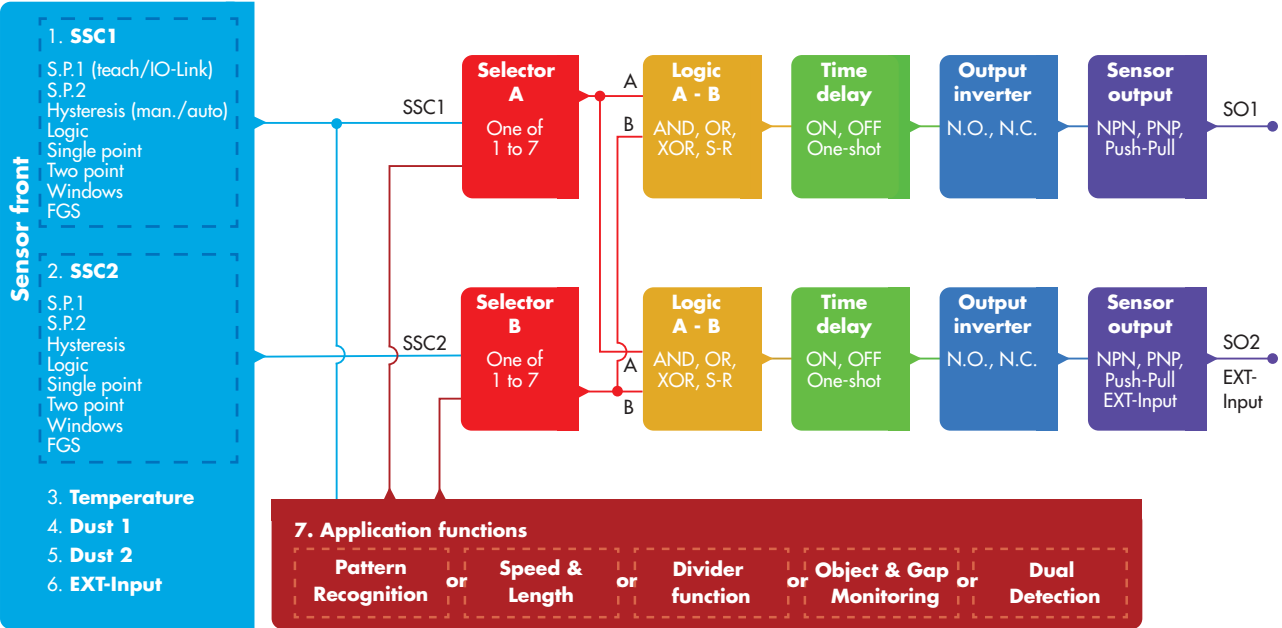 Sensor front
1. SSC1
S.P.1 (teach/IO-Link)
S.P.2
Hysteresis (man./auto)
Logic
Single point
Two point
Windows
FGS
2. SSC2
S.P.1
S.P.2
Hysteresis
Logic
Single point
Two point
Windows
FGS
3. Temperature
4. Dust 1
5. Dust 2
6. EXT-Input
SSC1
Selector
A
One of
1 to 7
A
B
Logic
A - B
AND, OR,
XOR, S-R
Time
delay
ON, OFF
One-shot
Output
inverter
N.O., N.C.
Sensor
output
NPN, PNP,
Push-Pull
SO1
SSC2
Selector
B
One of
1 to 7
A
B
Logic
A - B
AND, OR,
XOR, S-R
Time
delay
ON, OFF
One-shot
Output
inverter
N.O., N.C.
Sensor
output
NPN, PNP,
Push-Pull
EXT-Input
SO2
EXT-
Input
7. Application functions
Pattern
Recognition
or
Speed &
Length
or
Divider
function
or
Object & Gap
Monitoring
or
Dual
Detection